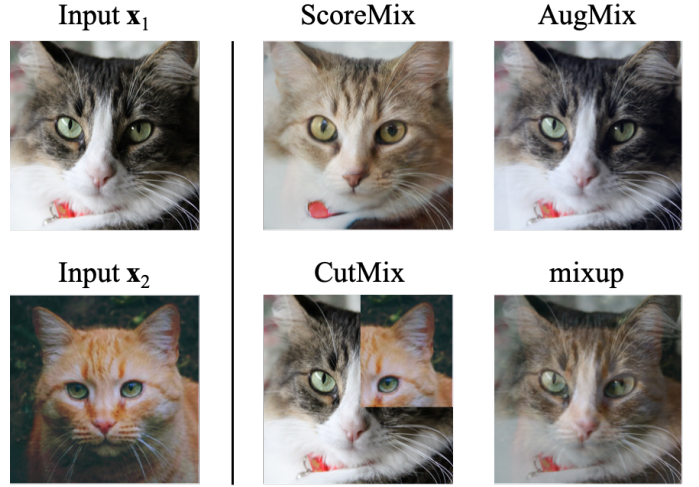 Input x₁
ScoreMix
AugMix
Input x₂
CutMix
mixup